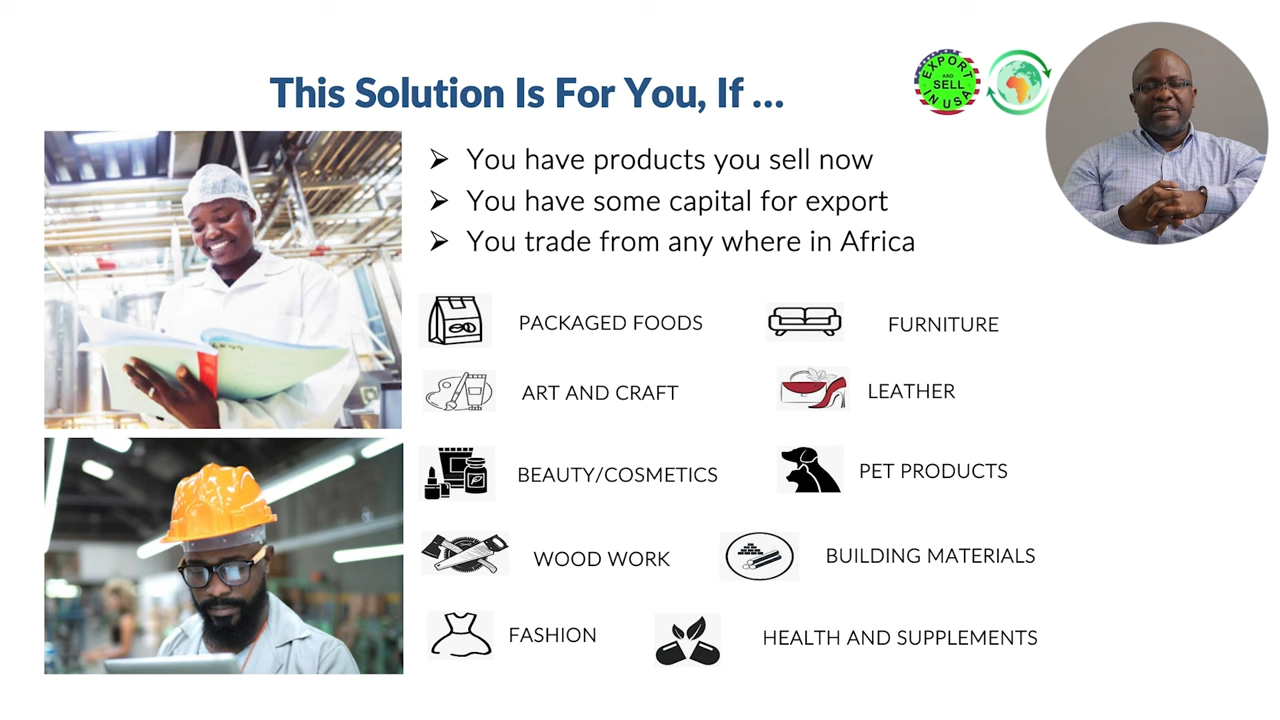 This Solution Is For You, If ...
EXPORT
AND
SELL
IN USA
➢ You have products you sell now
➢ You have some capital for export
➢ You trade from any where in Africa
PACKAGED FOODS
FURNITURE
ART AND CRAFT
LEATHER
BEAUTY/COSMETICS
PET PRODUCTS
WOOD WORK
BUILDING MATERIALS
FASHION
HEALTH AND SUPPLEMENTS